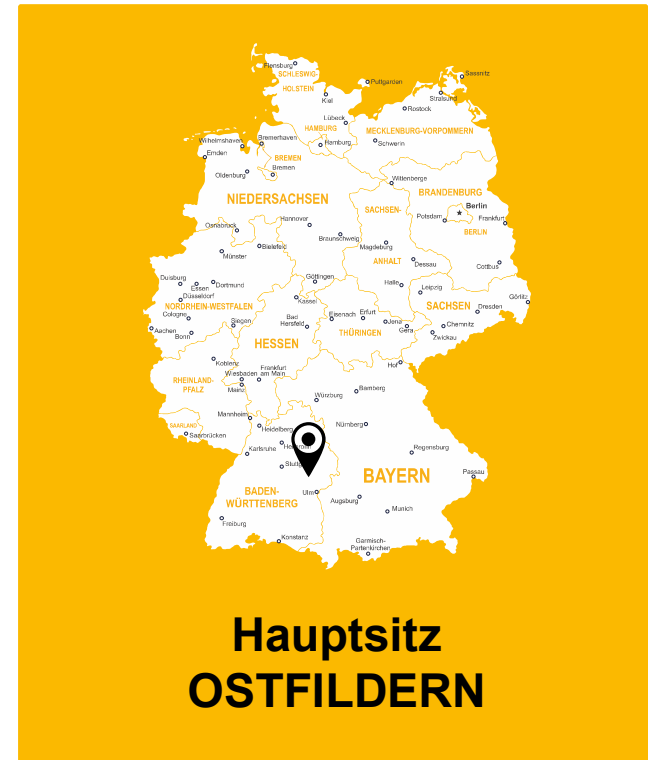 Flensburg
SCHLESWIG-
HOLSTEIN
Kiel
Puttgarden
Sassnitz
Stralsund
Rostock
Lübeck
HAMBURG
Hamburg
MECKLENBURG-VORPOMMERN
Schwerin
Wilhelmshaven
Bremerhaven
Emden
BREMEN
Bremen
Oldenburg
Wittenberge
BRANDENBURG
NIEDERSACHSEN
SACHSEN-
Berlin
Potsdam
Frankfurt
BERLIN
Hannover
Osnabruck
Braunschweig
Bielefeld
Magdeburg
Münster
ANHALT
Dessau
Cottbus
Göttingen
Duisburg
Essen
Dortmund
Halle
Leipzig
Düsseldorf
Kassel
Görlitz
NORDRHEIN-WESTFALEN
SACHSEN
Dresden
Cologne
Siegen
Bad
Hersfeld
Eisenach
Erfurt
Jena
Gera
Chemnitz
Aachen
Bonn
THÜRINGEN
Zwickau
HESSEN
Koblenz
Hof
Frankfurt
am Main
Wiesbaden
RHEINLAND-
PFALZ
Mainz
Bamberg
Würzburg
Mannheim
SAARLAND
Saarbrücken
Heidelberg
Nürnberg
Karlsruhe
Regensburg
BAYERN
Passau
BADEN-
WÜRTTEMBERG
Ulm
Augsburg
Munich
Freiburg
Konstanz
Garmisch-
Partenkirchen
Hauptsitz
OSTFILDERN